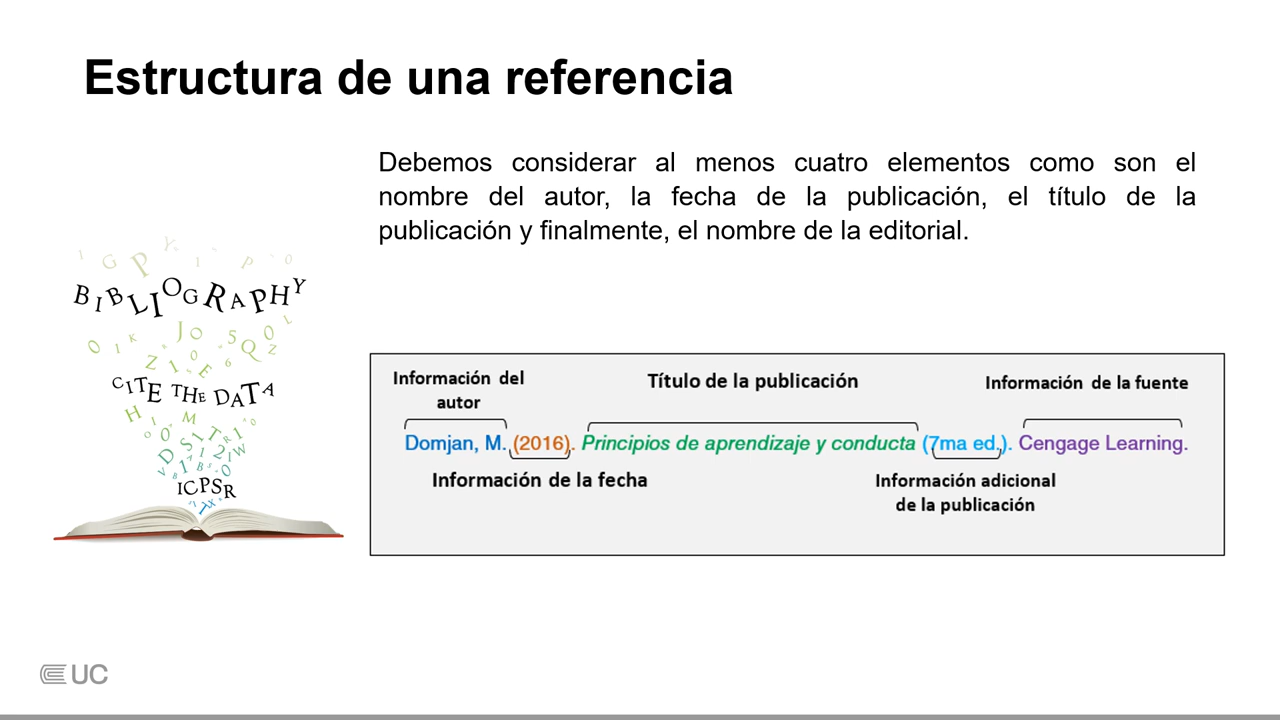 Estructura de una referencia
Debemos considerar al menos cuatro elementos como son el
nombre del autor, la fecha de la publicación, el título de la
publicación y finalmente, el nombre de la editorial.
BIBLIOGRAPHY
CITE THE DATA
ICPSR
Información del
autor
Título de la publicación
Información de la fuente
Domjan, M. (2016). Principios de aprendizaje y conducta (7ma ed.). Cengage Learning.
Información de la fecha
Información adicional
de la publicación
UC